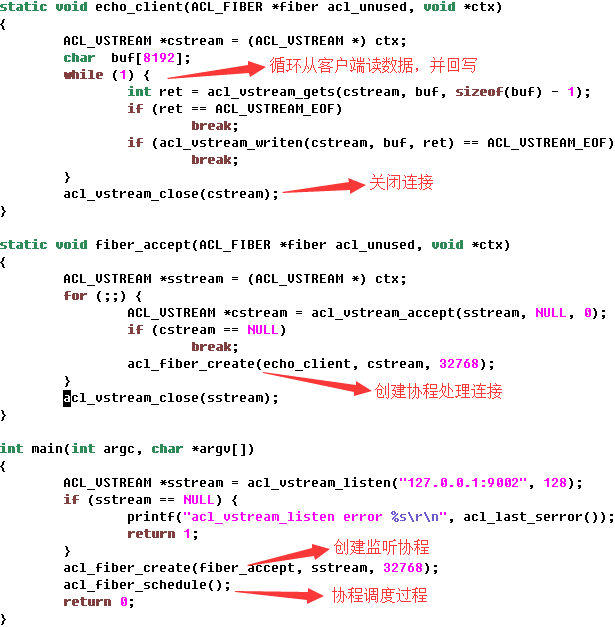 static void echo_client(ACL_FIBER *fiber acl_unused, void *ctx)
{
        ACL_VSTREAM *cstream = (ACL_VSTREAM *) ctx;
        char  buf[8192];
        while (1) {
循环从客户端读数据，并回写
                int ret = acl_vstream_gets(cstream, buf, sizeof(buf) - 1);
                if (ret == ACL_VSTREAM_EOF)
                        break;
                if (acl_vstream_writen(cstream, buf, ret) == ACL_VSTREAM_EOF)
                        break;
        }
        acl_vstream_close(cstream);
关闭连接
}
static void fiber_accept(ACL_FIBER *fiber acl_unused, void *ctx)
{
        ACL_VSTREAM *sstream = (ACL_VSTREAM *) ctx;
        for (;;) {
                ACL_VSTREAM *cstream = acl_vstream_accept(sstream, NULL, 0);
                if (cstream == NULL)
                        break;
                acl_fiber_create(echo_client, cstream, 32768);
        }
创建协程处理连接
        acl_vstream_close(sstream);
}
int main(int argc, char *argv[])
{
        ACL_VSTREAM *sstream = acl_vstream_listen("127.0.0.1:9002", 128);
        if (sstream == NULL) {
                printf("acl_vstream_listen error %s\r\n", acl_last_serror());
                return 1;
        }
创建监听协程
        acl_fiber_create(fiber_accept, sstream, 32768);
        acl_fiber_schedule();
协程调度过程
        return 0;
}